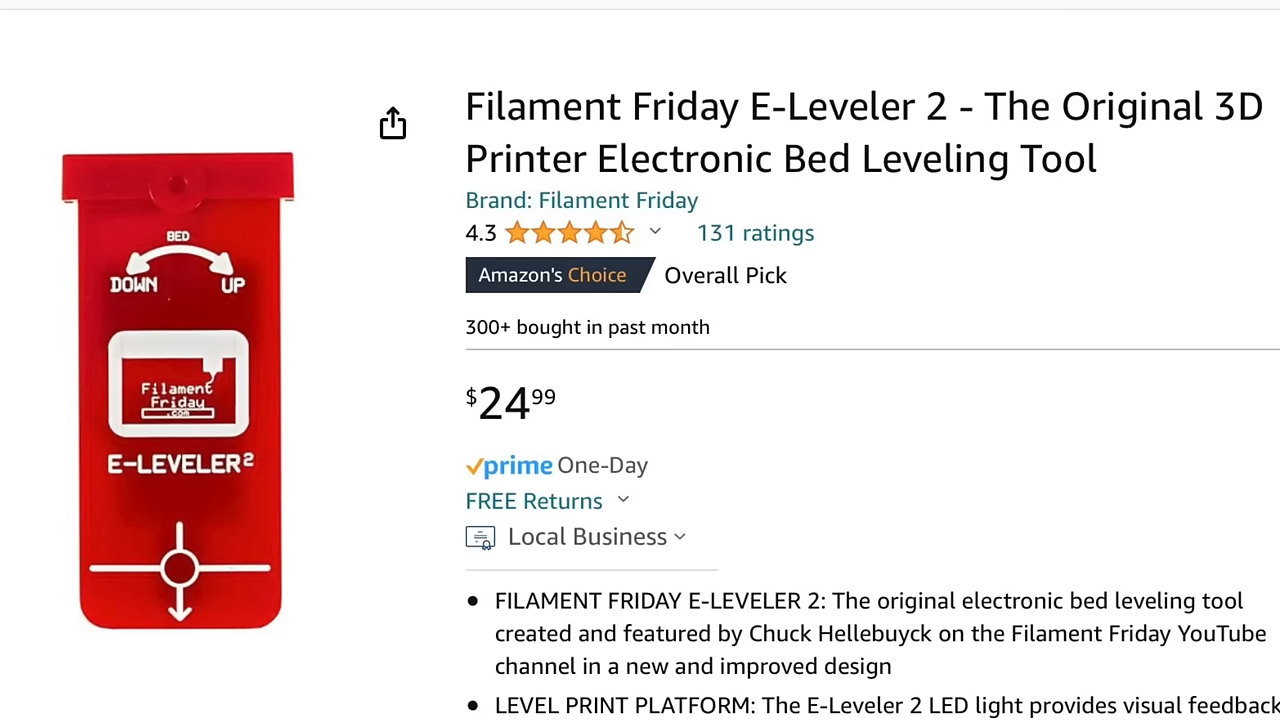 Filament Friday E-Leveler 2 - The Original 3D
Printer Electronic Bed Leveling Tool
Brand: Filament Friday
4.3 131 ratings
Amazon's Choice Overall Pick
300+ bought in past month
$24.99
prime One-Day
FREE Returns
Local Business
• FILAMENT FRIDAY E-LEVELER 2: The original electronic bed leveling tool
created and featured by Chuck Hellebuyck on the Filament Friday YouTube
channel in a new and improved design
• LEVEL PRINT PLATFORM: The E-Leveler 2 LED light provides visual feedback
BED
DOWN UP
Filament
Friday
.com
E-LEVELER²